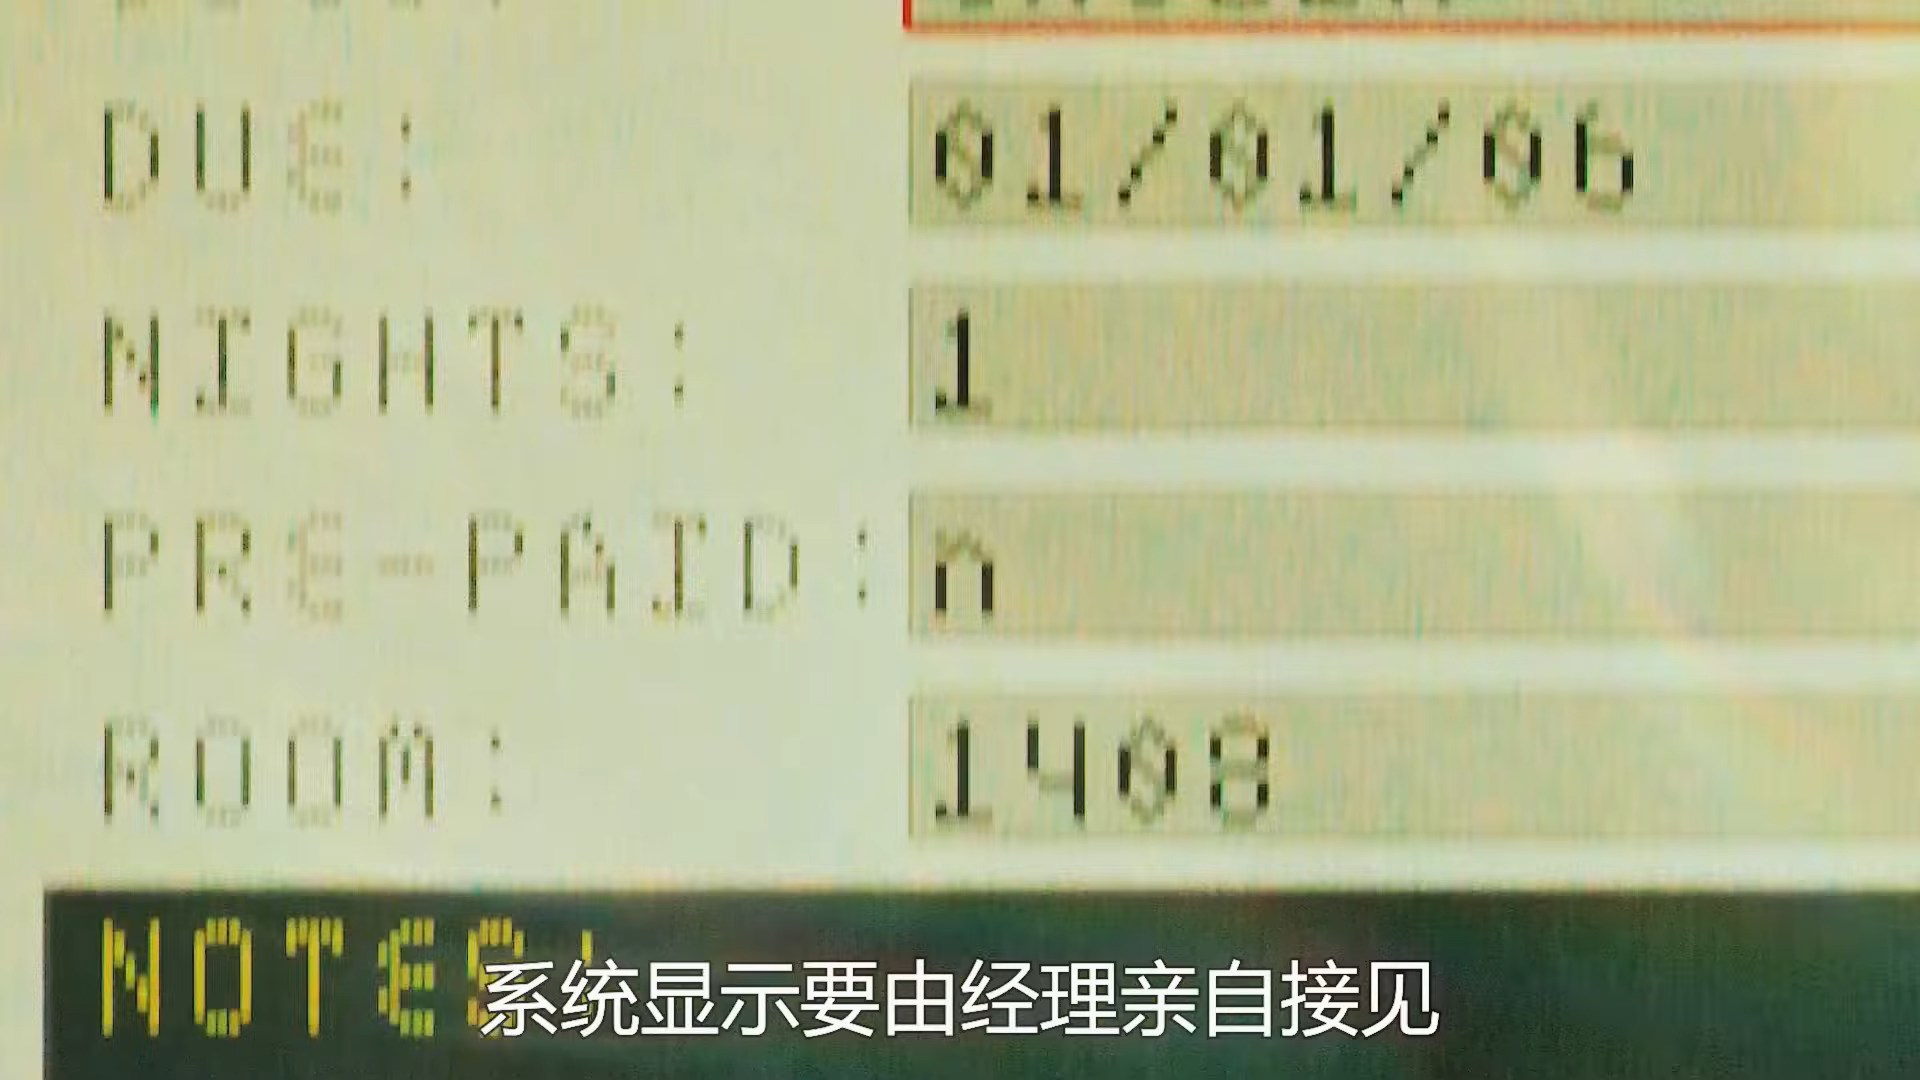 DUE: 01/01/06
NIGHTS: 1
PRE-PAID: n
ROOM: 1408
NOTES:
系统显示要由经理亲自接见